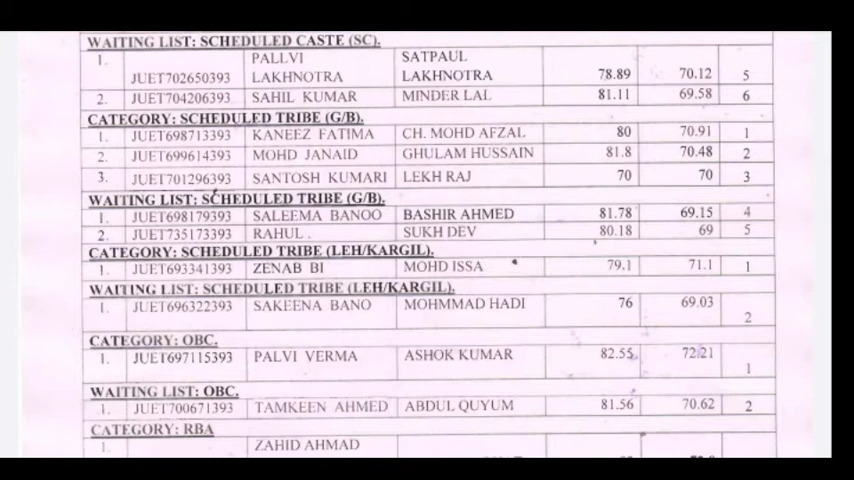 WAITING LIST: SCHEDULED CASTE (SC).
1. JUET702650393 PALLVI LAKHNOTRA SATPAUL LAKHNOTRA 78.89 70.12 5
2. JUET704206393 SAHIL KUMAR MINDER LAL 81.11 69.58 6
CATEGORY: SCHEDULED TRIBE (G/B).
1. JUET698713393 KANEEZ FATIMA CH. MOHD AFZAL 80 70.91 1
2. JUET699614393 MOHD JANAID GHULAM HUSSAIN 81.8 70.48 2
3. JUET701296393 SANTOSH KUMARI LEKH RAJ 70 70 3
WAITING LIST: SCHEDULED TRIBE (G/B).
1. JUET698179393 SALEEMA BANOO BASHIR AHMED 81.78 69.15 4
2. JUET735173393 RAHUL . SUKH DEV 80.18 69 5
CATEGORY: SCHEDULED TRIBE (LEH/KARGIL).
1. JUET693341393 ZENAB BI MOHD ISSA 79.1 71.1 1
WAITING LIST: SCHEDULED TRIBE (LEH/KARGIL).
1. JUET696322393 SAKEENA BANO MOHMMAD HADI 76 69.03 2
CATEGORY: OBC.
1. JUET697115393 PALVI VERMA ASHOK KUMAR 82.55 72.21 1
WAITING LIST: OBC.
1. JUET700671393 TAMKEEN AHMED ABDUL QUYUM 81.56 70.62 2
CATEGORY: RBA
1. ZAHID AHMAD